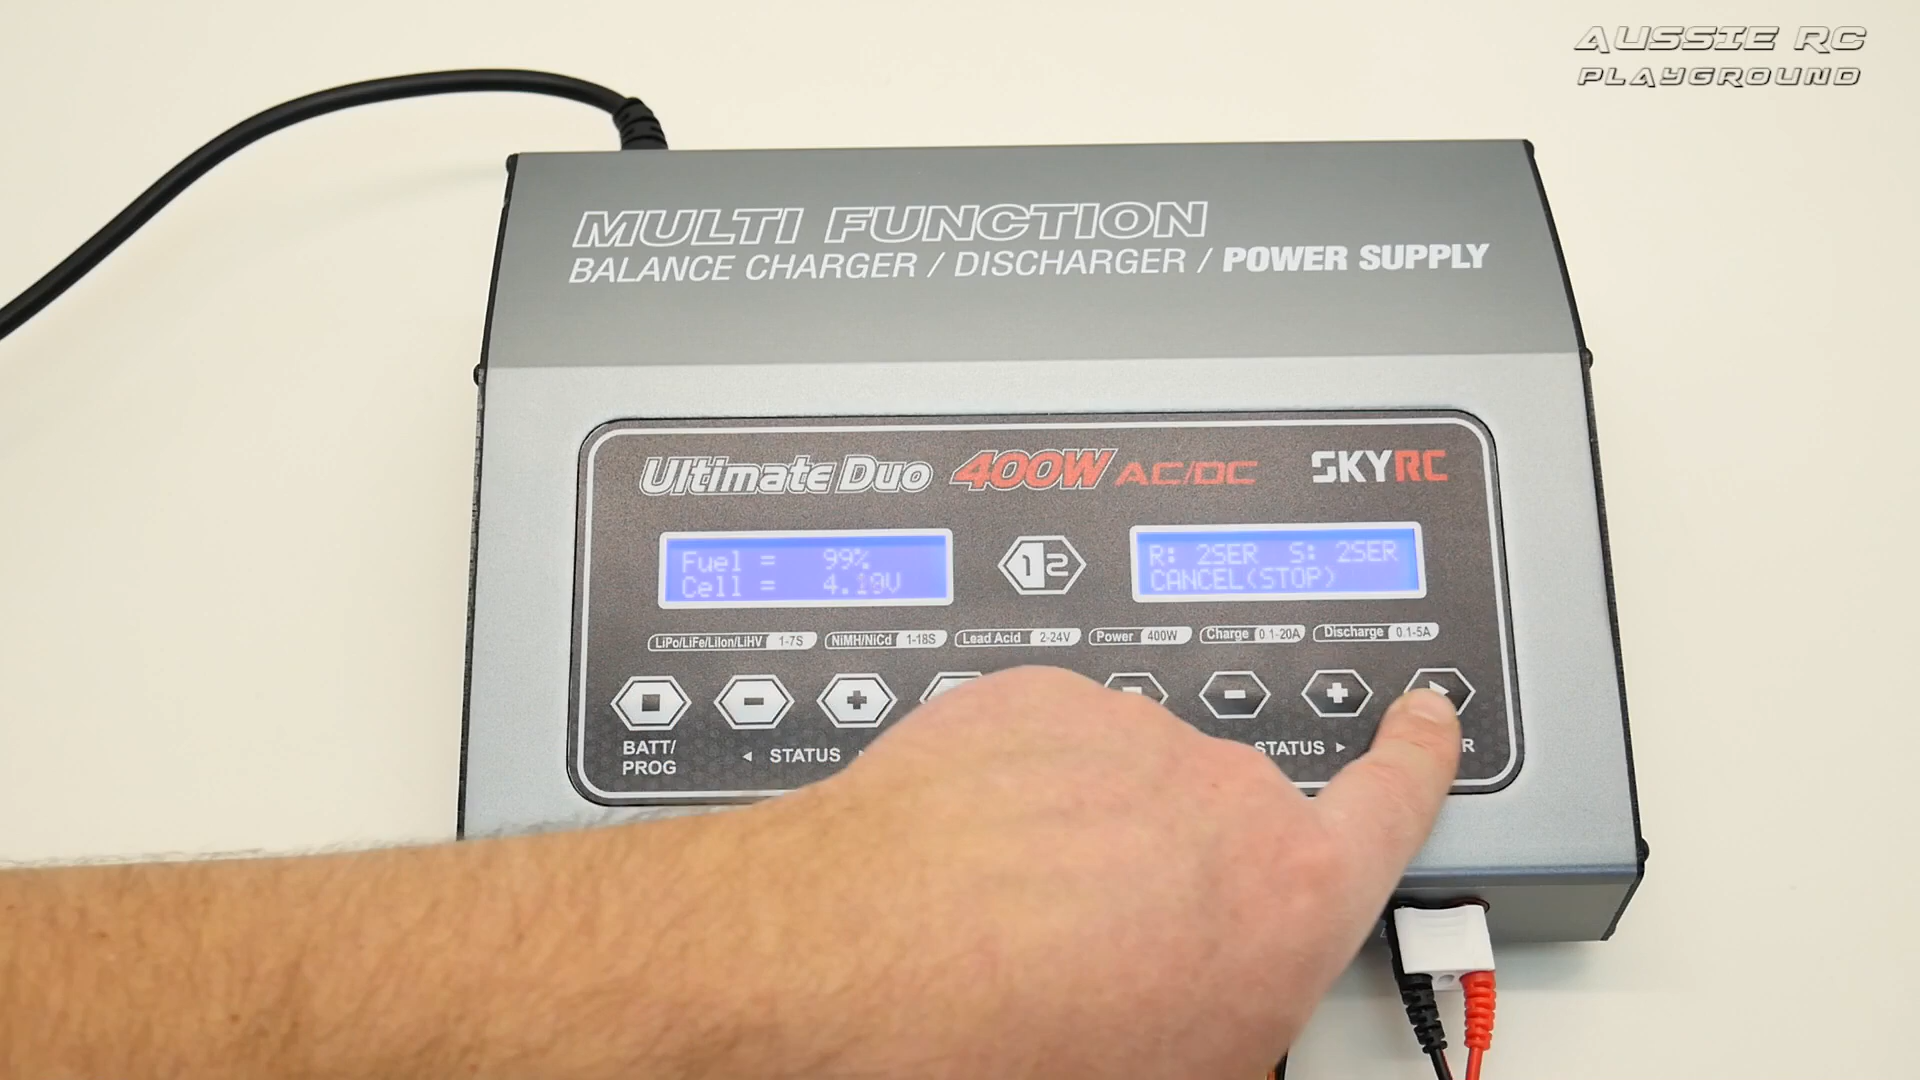 AUSSIE RC
PLAYGROUND
MULTI FUNCTION
BALANCE CHARGER / DISCHARGER / POWER SUPPLY
Ultimate Duo 400W AC/DC SKYRC
Fuel = 99%
Cell = 4.19V
12
R: 2SER S: 2SER
CANCEL(STOP)
LiPo/LiFe/LiIon/LiHV 1-7S NiMH/NiCd 1-18S Lead Acid 2-24V Power 400W Charge 0.1-20A Discharge 0.1-5A
BATT/
PROG
◄ STATUS
STATUS ►